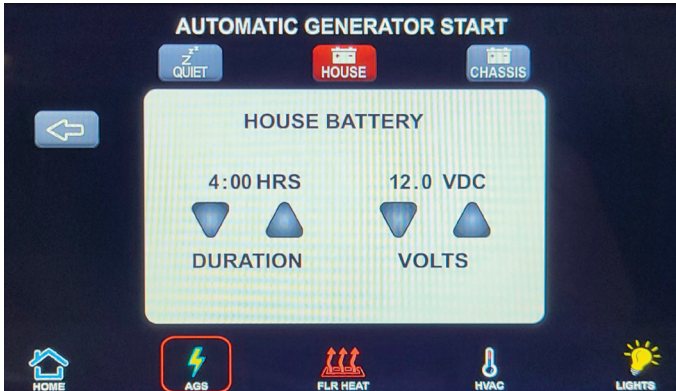 AUTOMATIC GENERATOR START
zzz
QUIET
HOUSE
CHASSIS
HOUSE BATTERY
4:00 HRS 12.0 VDC
DURATION VOLTS
HOME AGS FLR HEAT HVAC LIGHTS